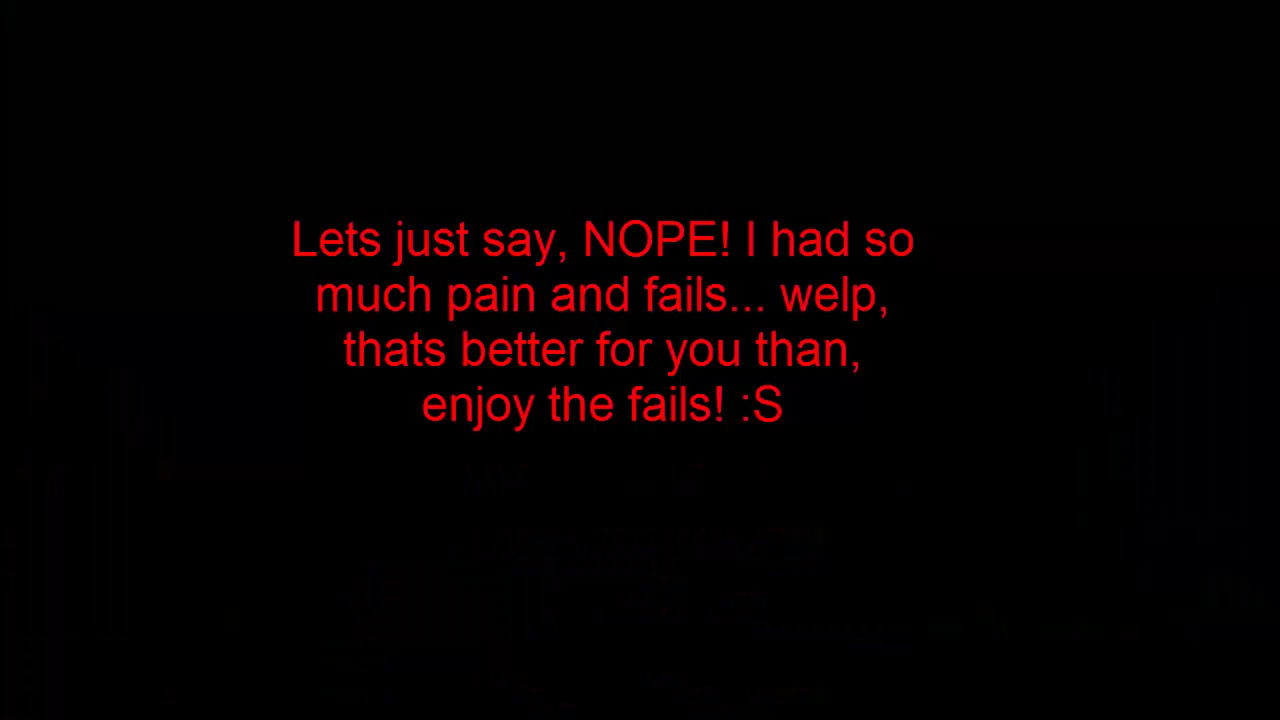 Lets just say, NOPE! I had so
much pain and fails... welp,
thats better for you than,
enjoy the fails! :S